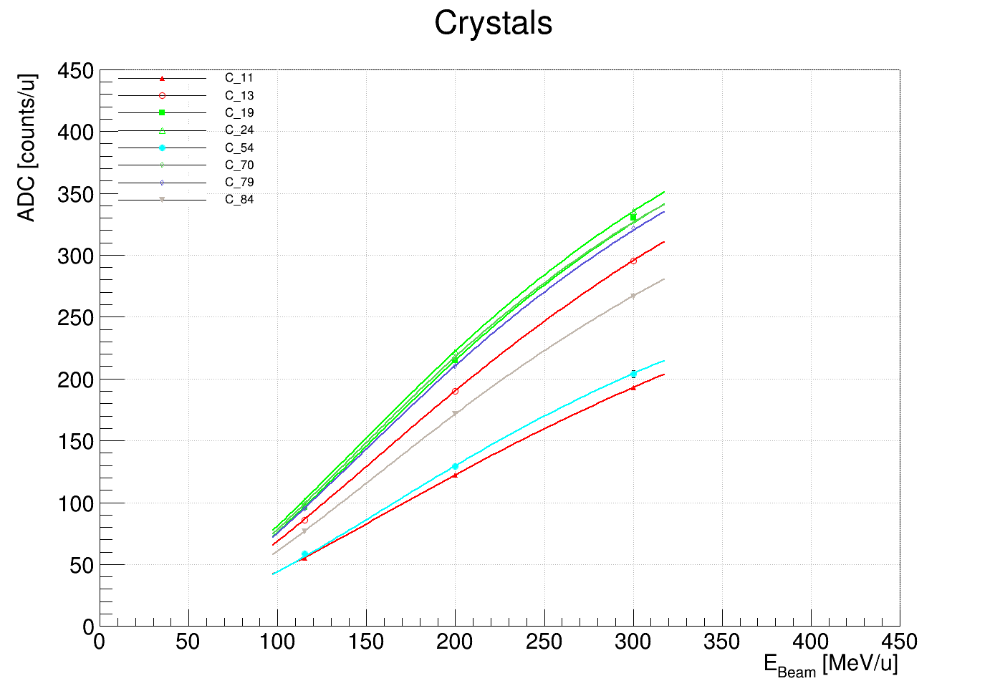 Crystals
ADC [counts/u]
450
400
350
300
250
200
150
100
50
0
C_11
C_13
C_19
C_24
C_54
C_70
C_79
C_84
0 50 100 150 200 250 300 350 400 450
E_Beam [MeV/u]